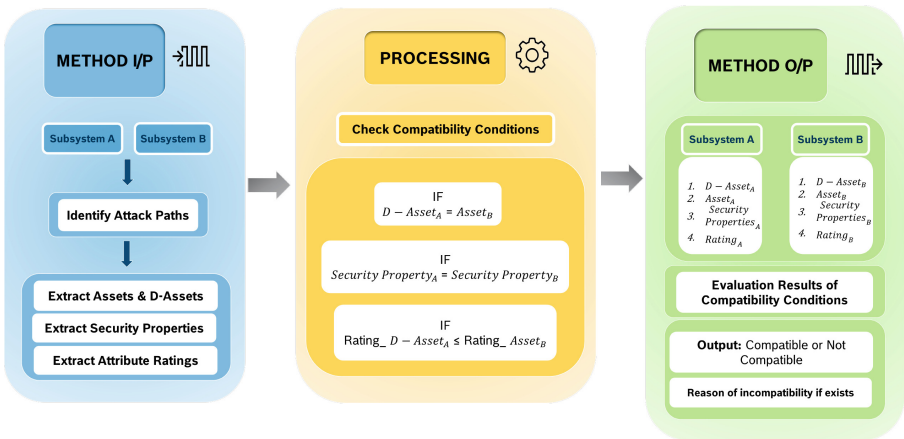 METHOD I/P
Subsystem A
Subsystem B
Identify Attack Paths
Extract Assets & D-Assets
Extract Security Properties
Extract Attribute Ratings
PROCESSING
Check Compatibility Conditions
IF
D − Asset_A = Asset_B
IF
Security Property_A = Security Property_B
IF
Rating_ D − Asset_A ≤ Rating_ Asset_B
METHOD O/P
Subsystem A
1. D − Asset_A
2. Asset_A
3. Security
Properties_A
4. Rating_A
Subsystem B
1. D − Asset_B
2. Asset_B
3. Security
Properties_B
4. Rating_B
Evaluation Results of
Compatibility Conditions
Output: Compatible or Not
Compatible
Reason of incompatibility if exists